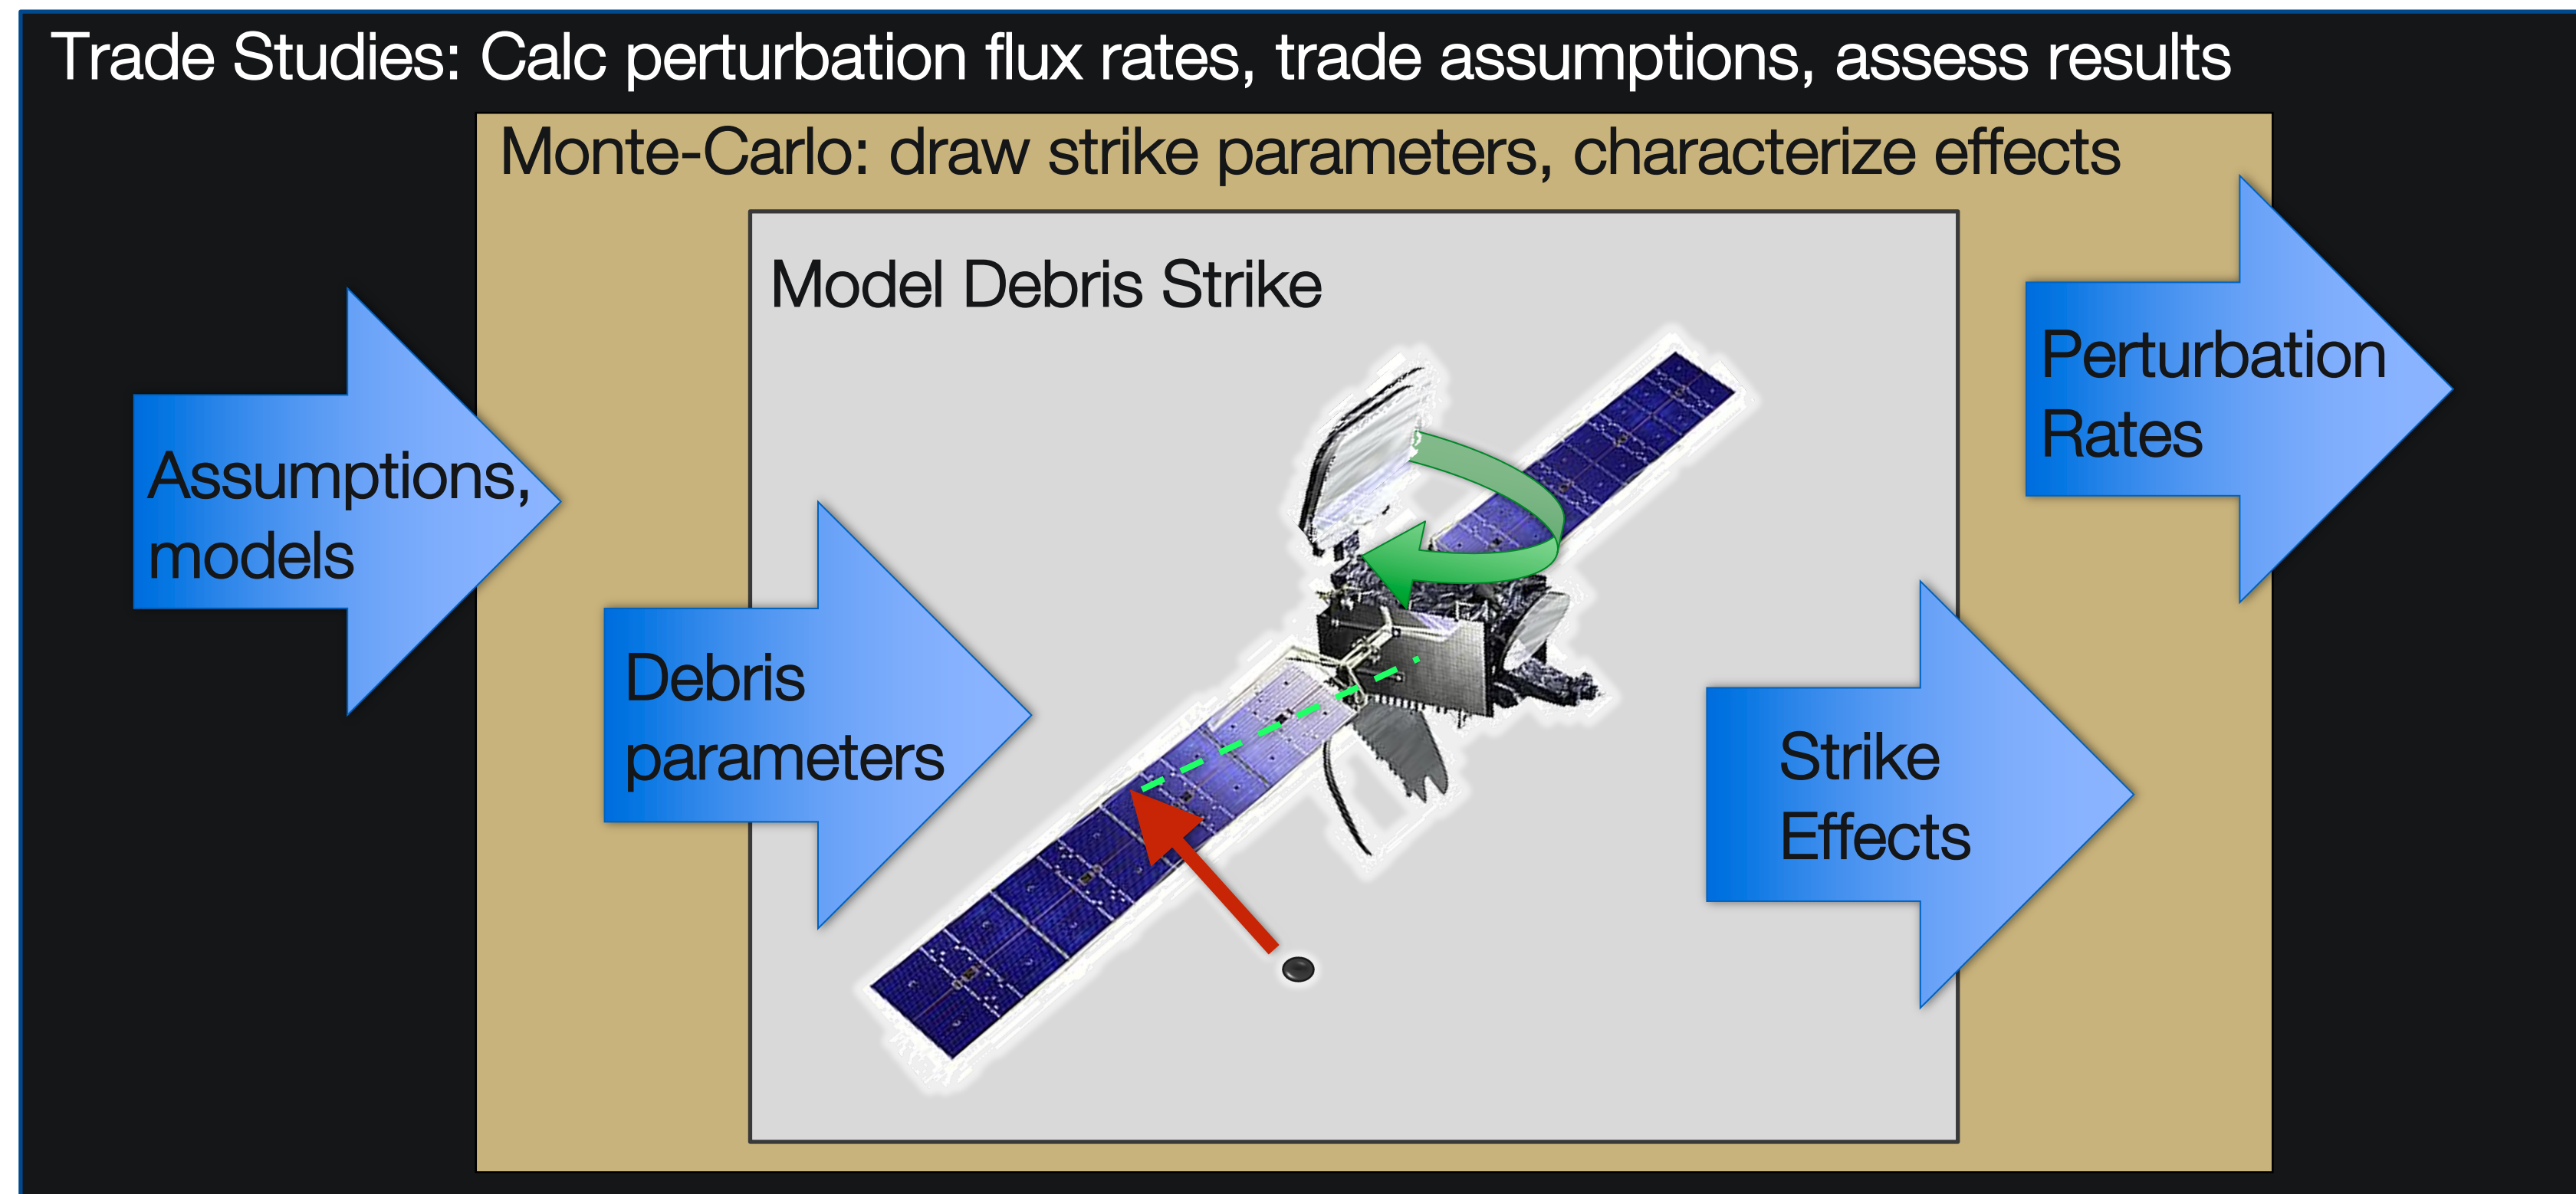 Trade Studies: Calc perturbation flux rates, trade assumptions, assess results
Monte-Carlo: draw strike parameters, characterize effects
Model Debris Strike
Assumptions,
models
Debris
parameters
Strike
Effects
Perturbation
Rates